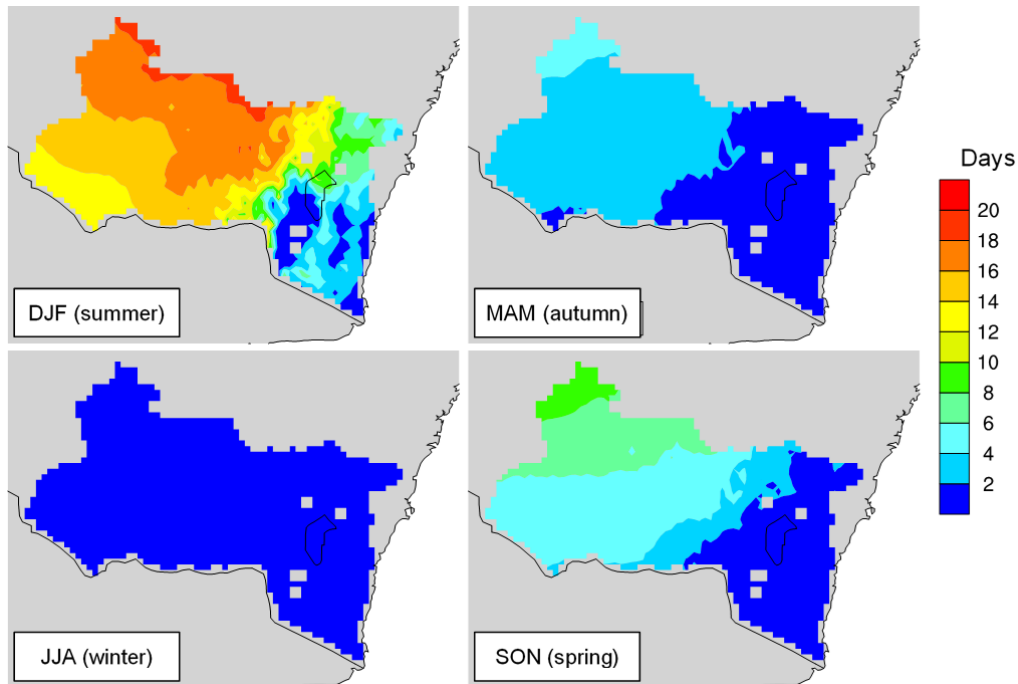 DJF (summer)
MAM (autumn)
JJA (winter)
SON (spring)
Days
20
18
16
14
12
10
8
6
4
2